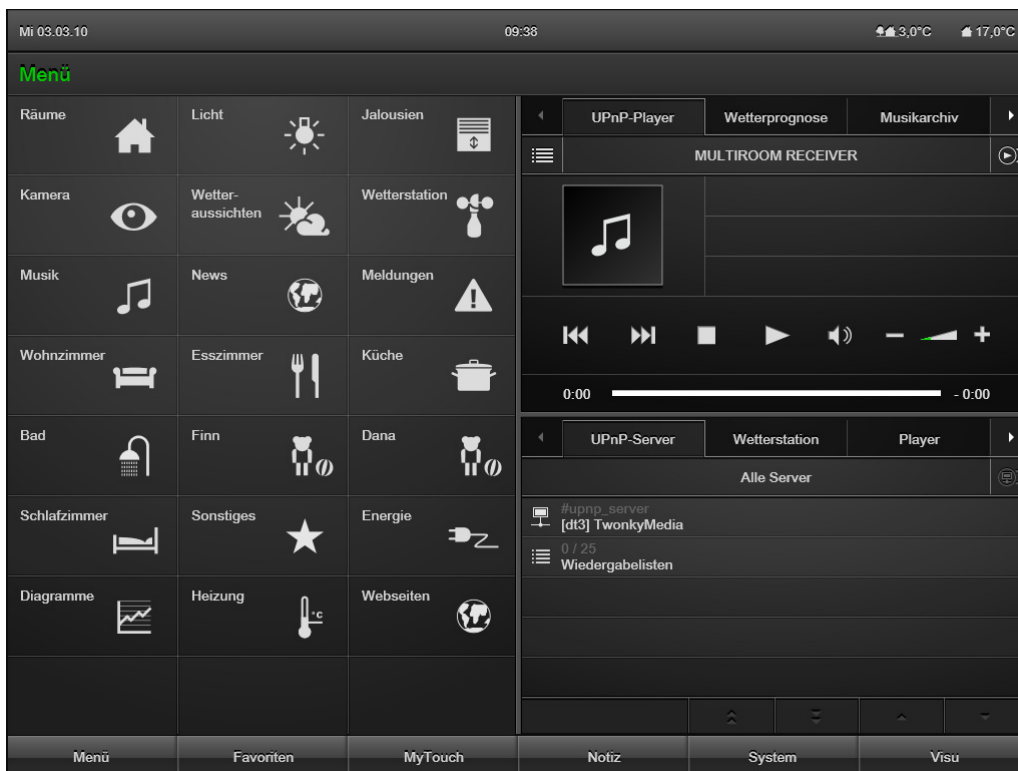 Mi 03.03.10 09:38 3,0°C 17,0°C
Menü
Räume Licht Jalousien
Kamera Wetter-
aussichten Wetterstation
Musik News Meldungen
Wohnzimmer Esszimmer Küche
Bad Finn Dana
Schlafzimmer Sonstiges Energie
Diagramme Heizung °C Webseiten
UPnP-Player Wetterprognose Musikarchiv
MULTIROOM RECEIVER
0:00 - 0:00
UPnP-Server Wetterstation Player
Alle Server
#upnp_server
[dt3] TwonkyMedia
0 / 25
Wiedergabelisten
Menü Favoriten MyTouch Notiz System Visu